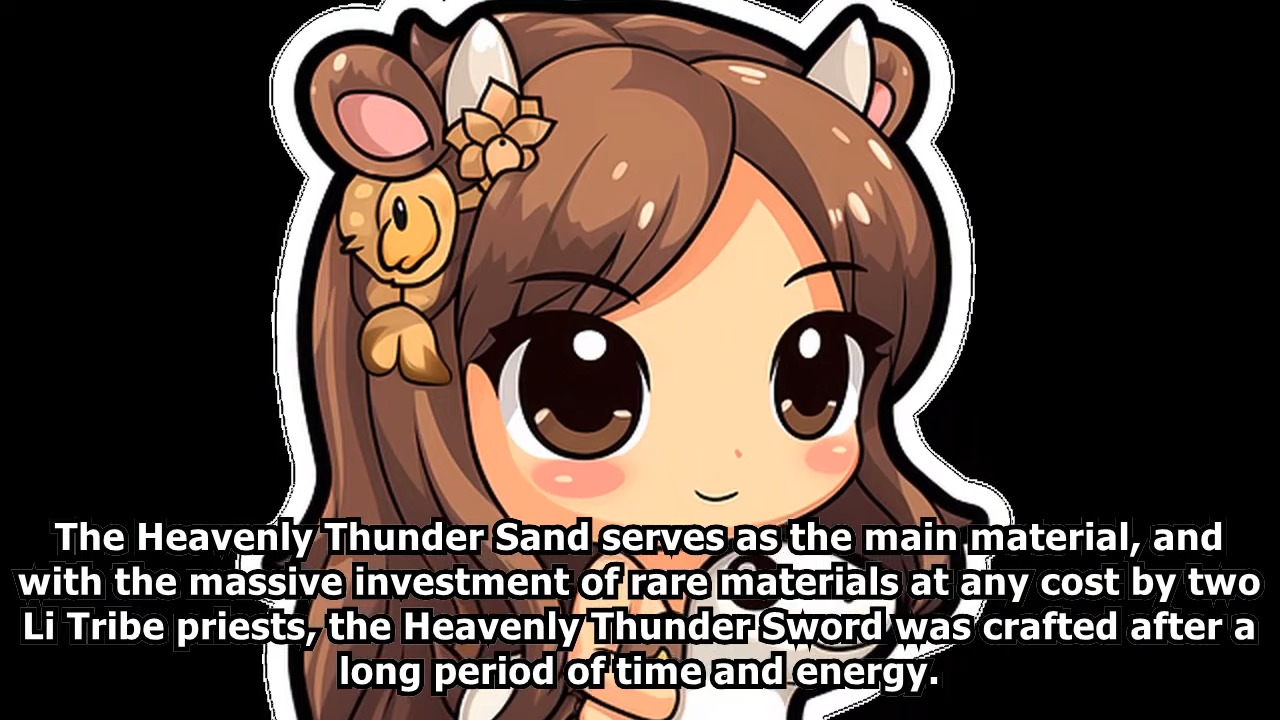 The Heavenly Thunder Sand serves as the main material, and
with the massive investment of rare materials at any cost by two
Li Tribe priests, the Heavenly Thunder Sword was crafted after a
long period of time and energy.